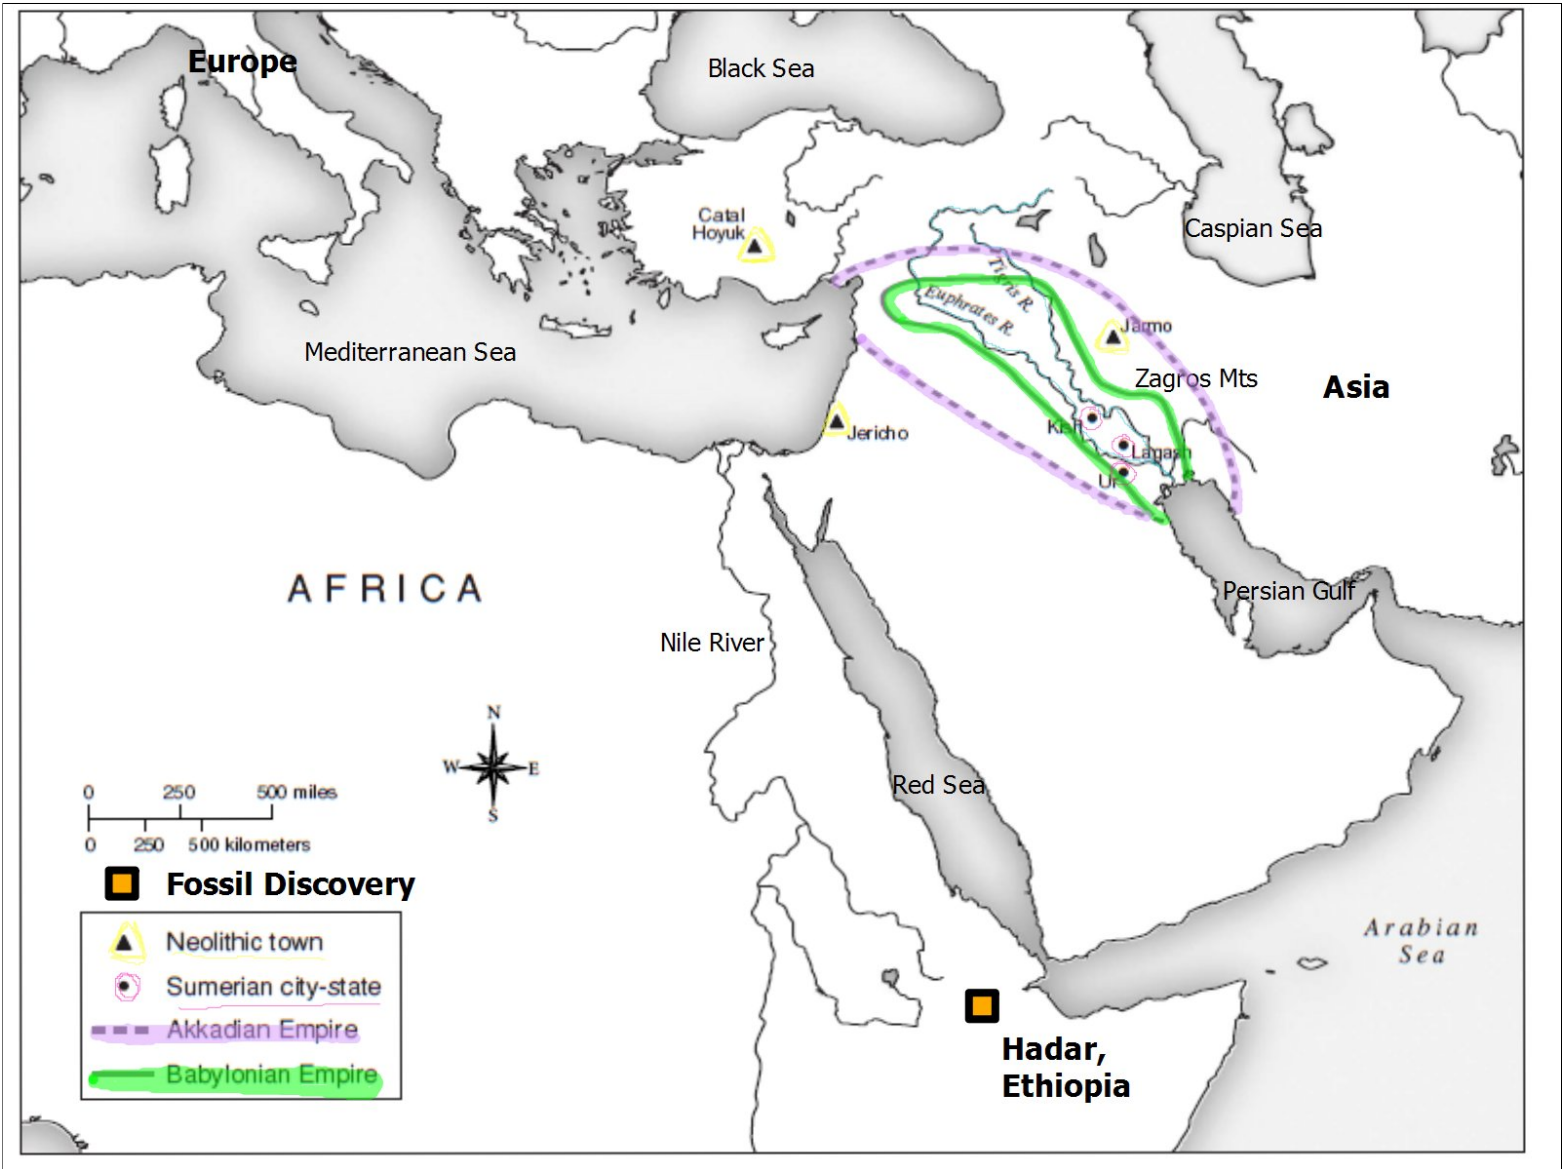 Europe
Black Sea
Catal
Hoyuk
Caspian Sea
Tigris R.
Euphrates R.
Jarmo
Mediterranean Sea
Zagros Mts
Asia
Kish
Jericho
Lagash
Ur
AFRICA
Persian Gulf
Nile River
N
W
E
S
Red Sea
0 250 500 miles
0 250 500 kilometers
Fossil Discovery
Neolithic town
Sumerian city-state
Akkadian Empire
Babylonian Empire
Arabian
Sea
Hadar,
Ethiopia